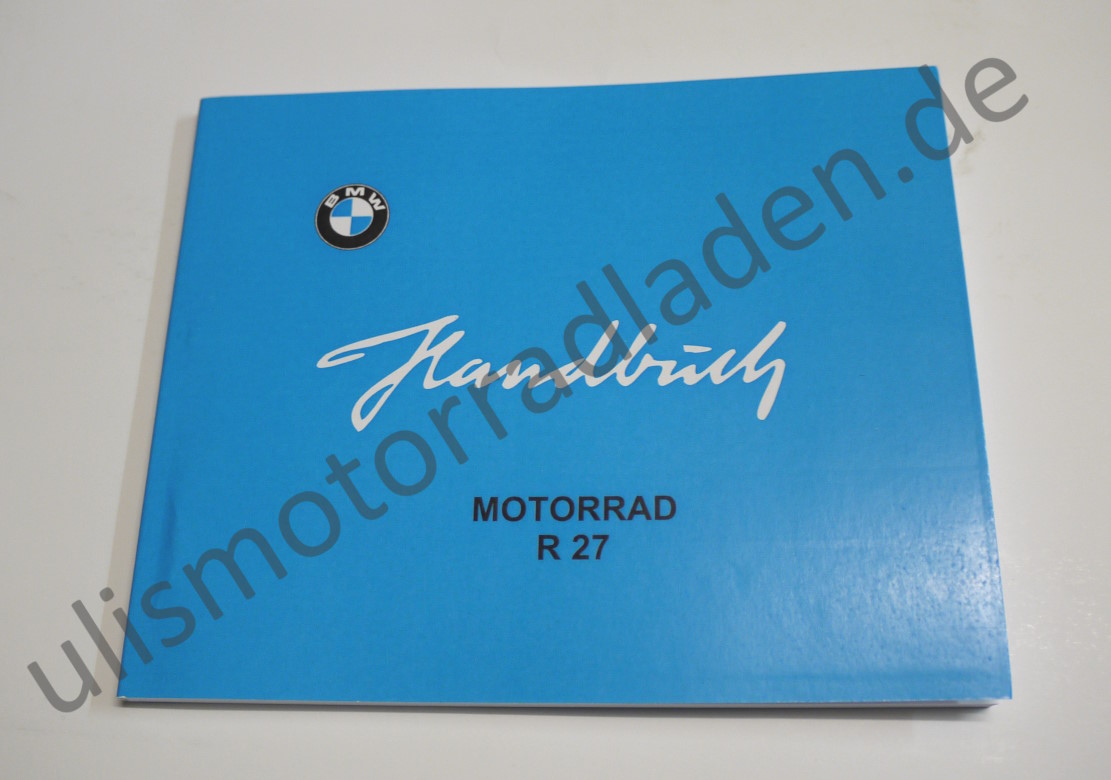 BMW
Handbuch
MOTORRAD
R 27
ulismotorradladen.de